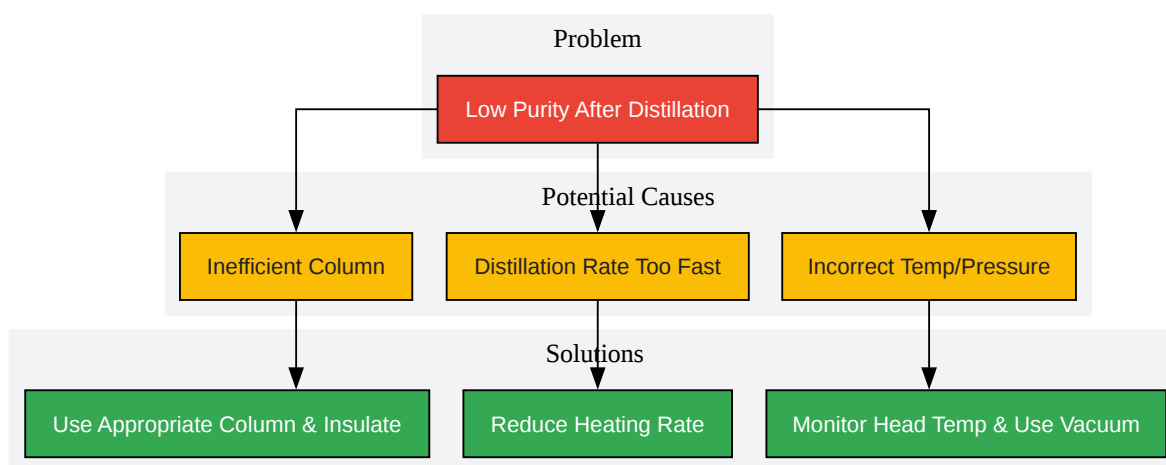 Problem
Low Purity After Distillation
Potential Causes
Inefficient Column
Distillation Rate Too Fast
Incorrect Temp/Pressure
Solutions
Use Appropriate Column & Insulate
Reduce Heating Rate
Monitor Head Temp & Use Vacuum